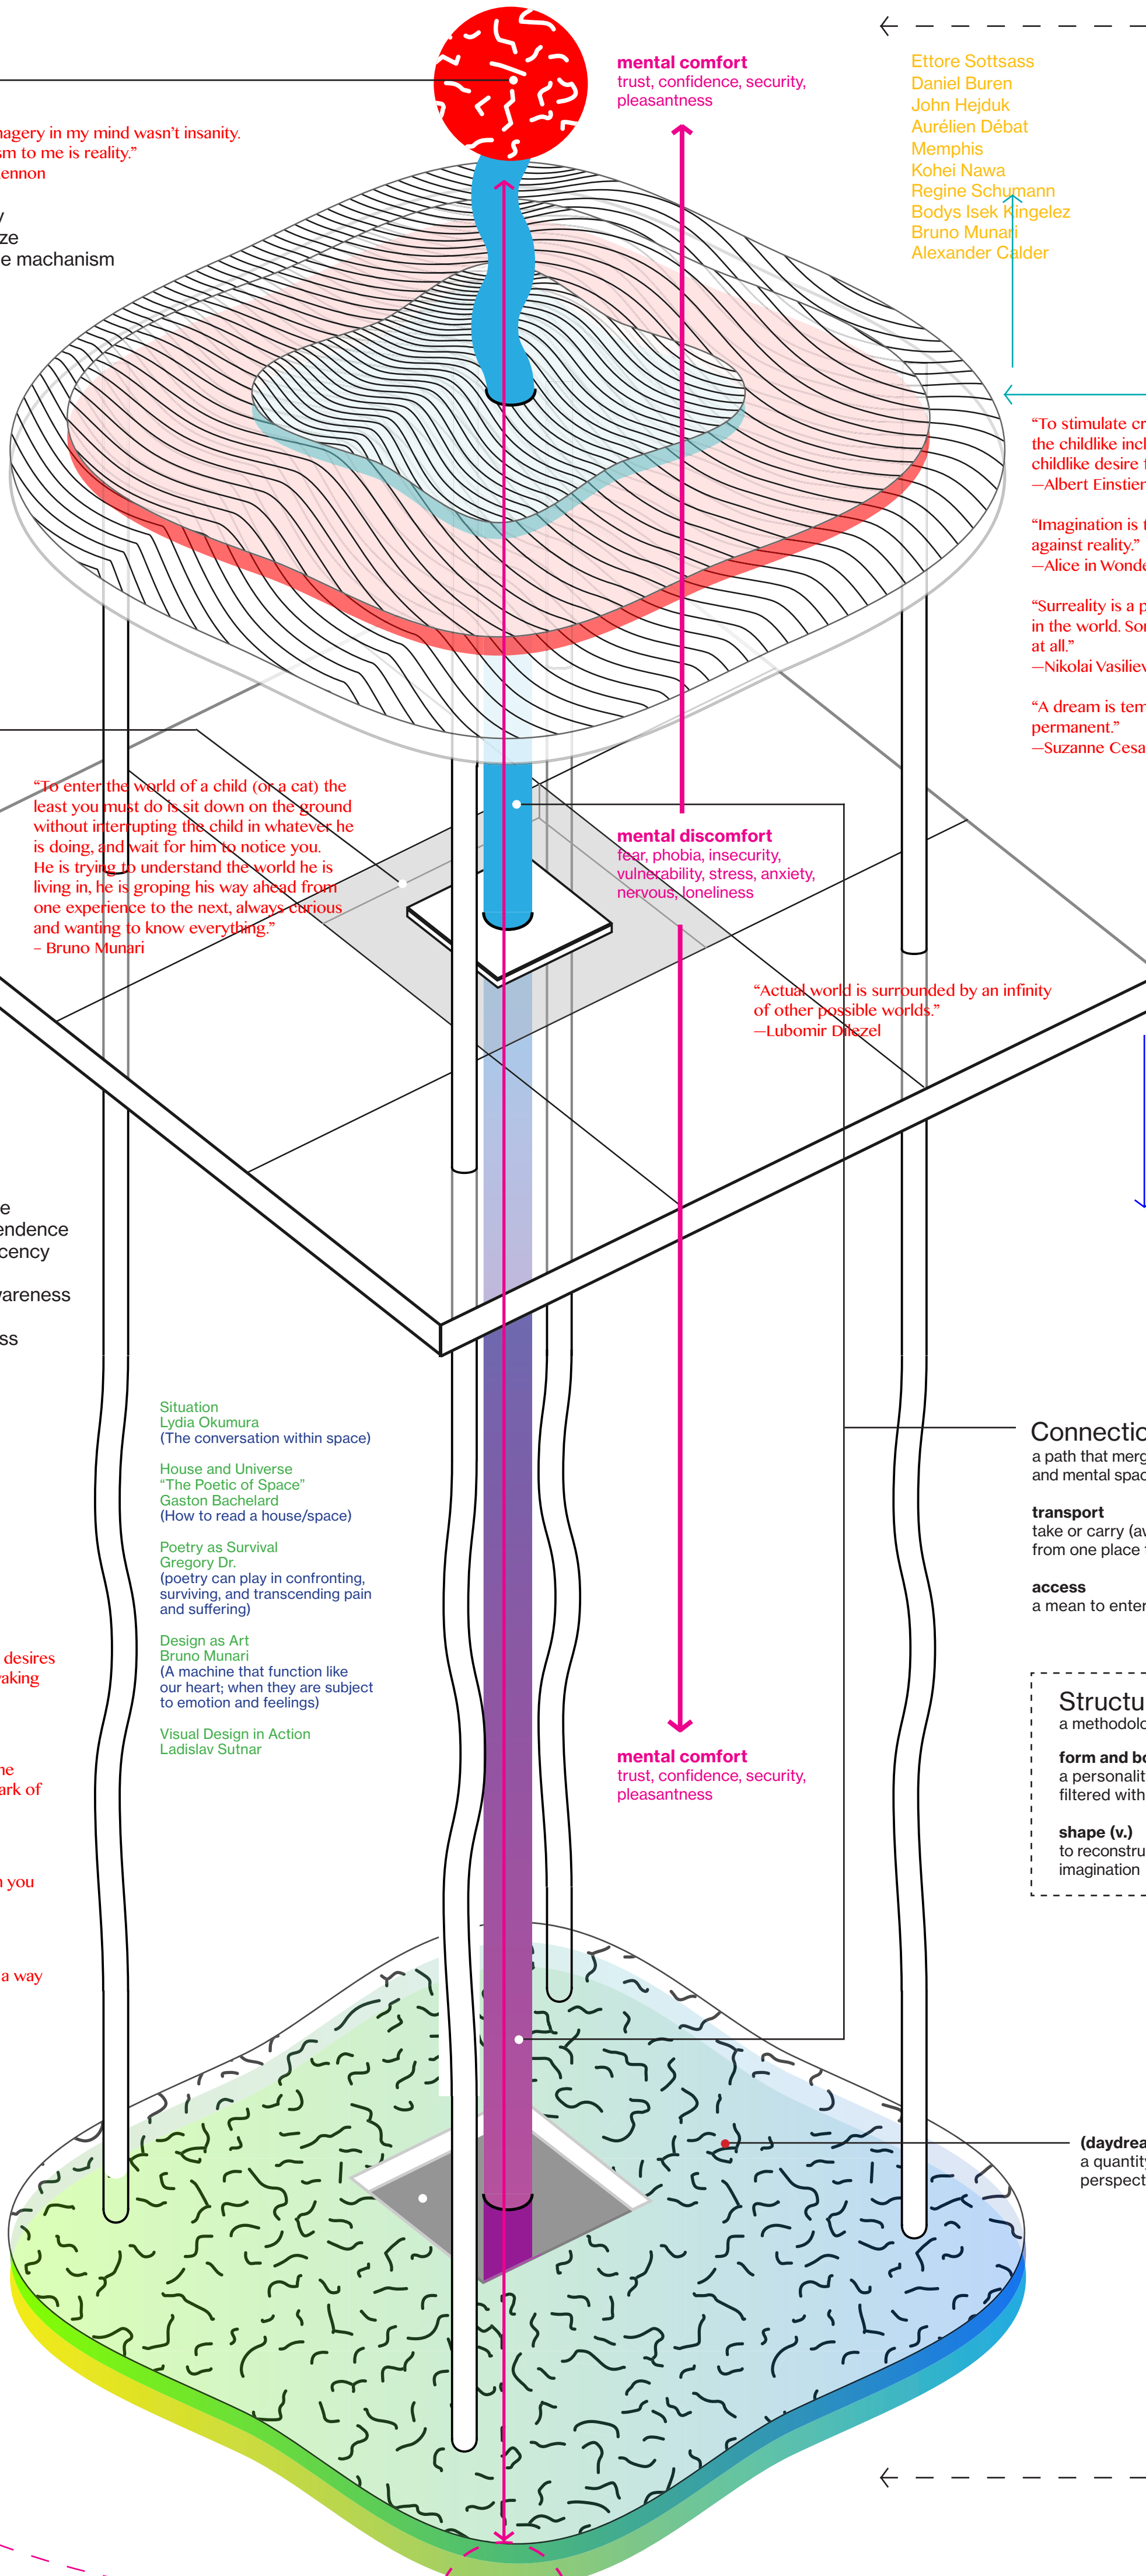 mental comfort
trust, confidence, security,
pleasantness
Ettore Sottsass
Daniel Buren
John Hejduk
Aurélien Débat
Memphis
Kohei Nawa
Regine Schumann
Bodys Isek Kingelez
Bruno Munari
Alexander Calder
nagery in my mind wasn’t insanity.
sm to me is reality.”
ennon
y
ze
e machanism
“To stimulate cr
the childlike incl
childlike desire f
—Albert Einstien
“Imagination is t
against reality.”
—Alice in Wonde
“Surreality is a p
in the world. Som
at all.”
—Nikolai Vasiliev
“A dream is tem
permanent.”
—Suzanne Cesa
“To enter the world of a child (or a cat) the
least you must do is sit down on the ground
without interrupting the child in whatever he
is doing, and wait for him to notice you.
He is trying to understand the world he is
living in, he is groping his way ahead from
one experience to the next, always curious
and wanting to know everything.”
– Bruno Munari
mental discomfort
fear, phobia, insecurity,
vulnerability, stress, anxiety,
nervous, loneliness
“Actual world is surrounded by an infinity
of other possible worlds.”
—Lubomir Dilezel
e
endence
cency
vareness
ss
Situation
Lydia Okumura
(The conversation within space)
House and Universe
“The Poetic of Space”
Gaston Bachelard
(How to read a house/space)
Poetry as Survival
Gregory Dr.
(poetry can play in confronting,
surviving, and transcending pain
and suffering)
Design as Art
Bruno Munari
(A machine that function like
our heart; when they are subject
to emotion and feelings)
Visual Design in Action
Ladislav Sutnar
Connectio
a path that merg
and mental spac
transport
take or carry (aw
from one place t
access
a mean to enter
desires
vaking
ne
ark of
n you
a way
Structu
a methodolo
form and bo
a personalit
filtered with
shape (v.)
to reconstru
imagination
mental comfort
trust, confidence, security,
pleasantness
(daydrea
a quantity
perspect